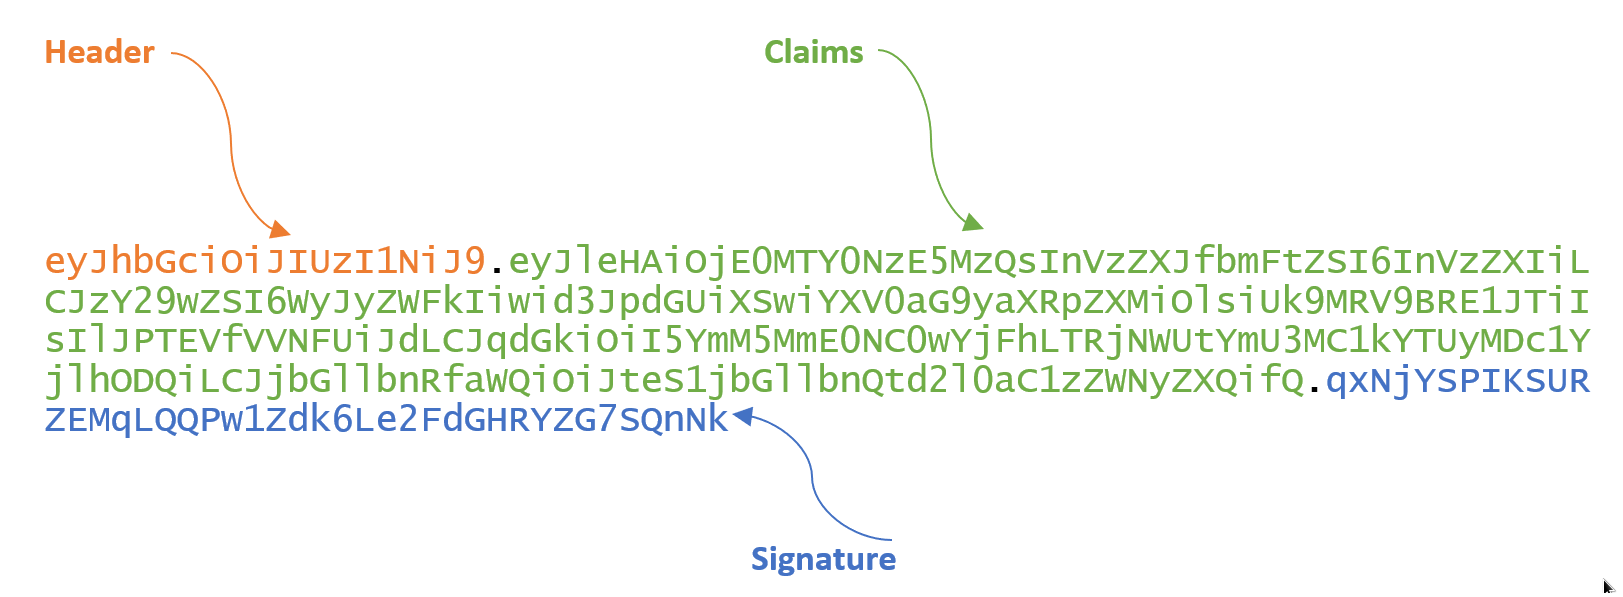 Header
Claims
eyJhbGciOiJIUzI1NiJ9.eyJleHAiOjE0MTY0NzE5MzQsInVzZXJfbmFtZSI6InVzZXIiL
CJzY29wZSI6WyJyZWFkIiwid3JpdGUiXSwiYXV0aG9yaXRpZXMiOlsiUk9MRV9BRE1JTiI
sIlJPTEVfVVNFUiJdLCJqdGkiOiI5YmM5MmE0NC0wYjFhLTRjNWUtYmU3MC1kYTUyMDc1Y
jlhODQiLCJjbGllbnRfaWQiOiJteS1jbGllbnQtd2l0aC1zZWNyZXQifQ.qxNjYSPIKSUR
ZEMqLQQPw1Zdk6Le2FdGHRYZG7SQnNk
Signature